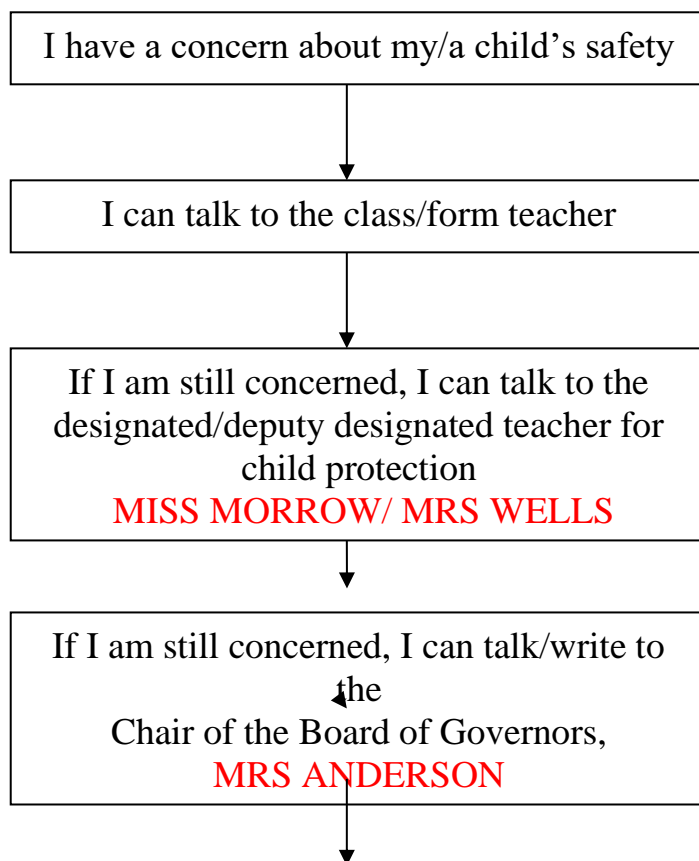 I have a concern about my/a child’s safety
I can talk to the class/form teacher
If I am still concerned, I can talk to the
designated/deputy designated teacher for
child protection
MISS MORROW/ MRS WELLS
If I am still concerned, I can talk/write to
the
Chair of the Board of Governors,
MRS ANDERSON